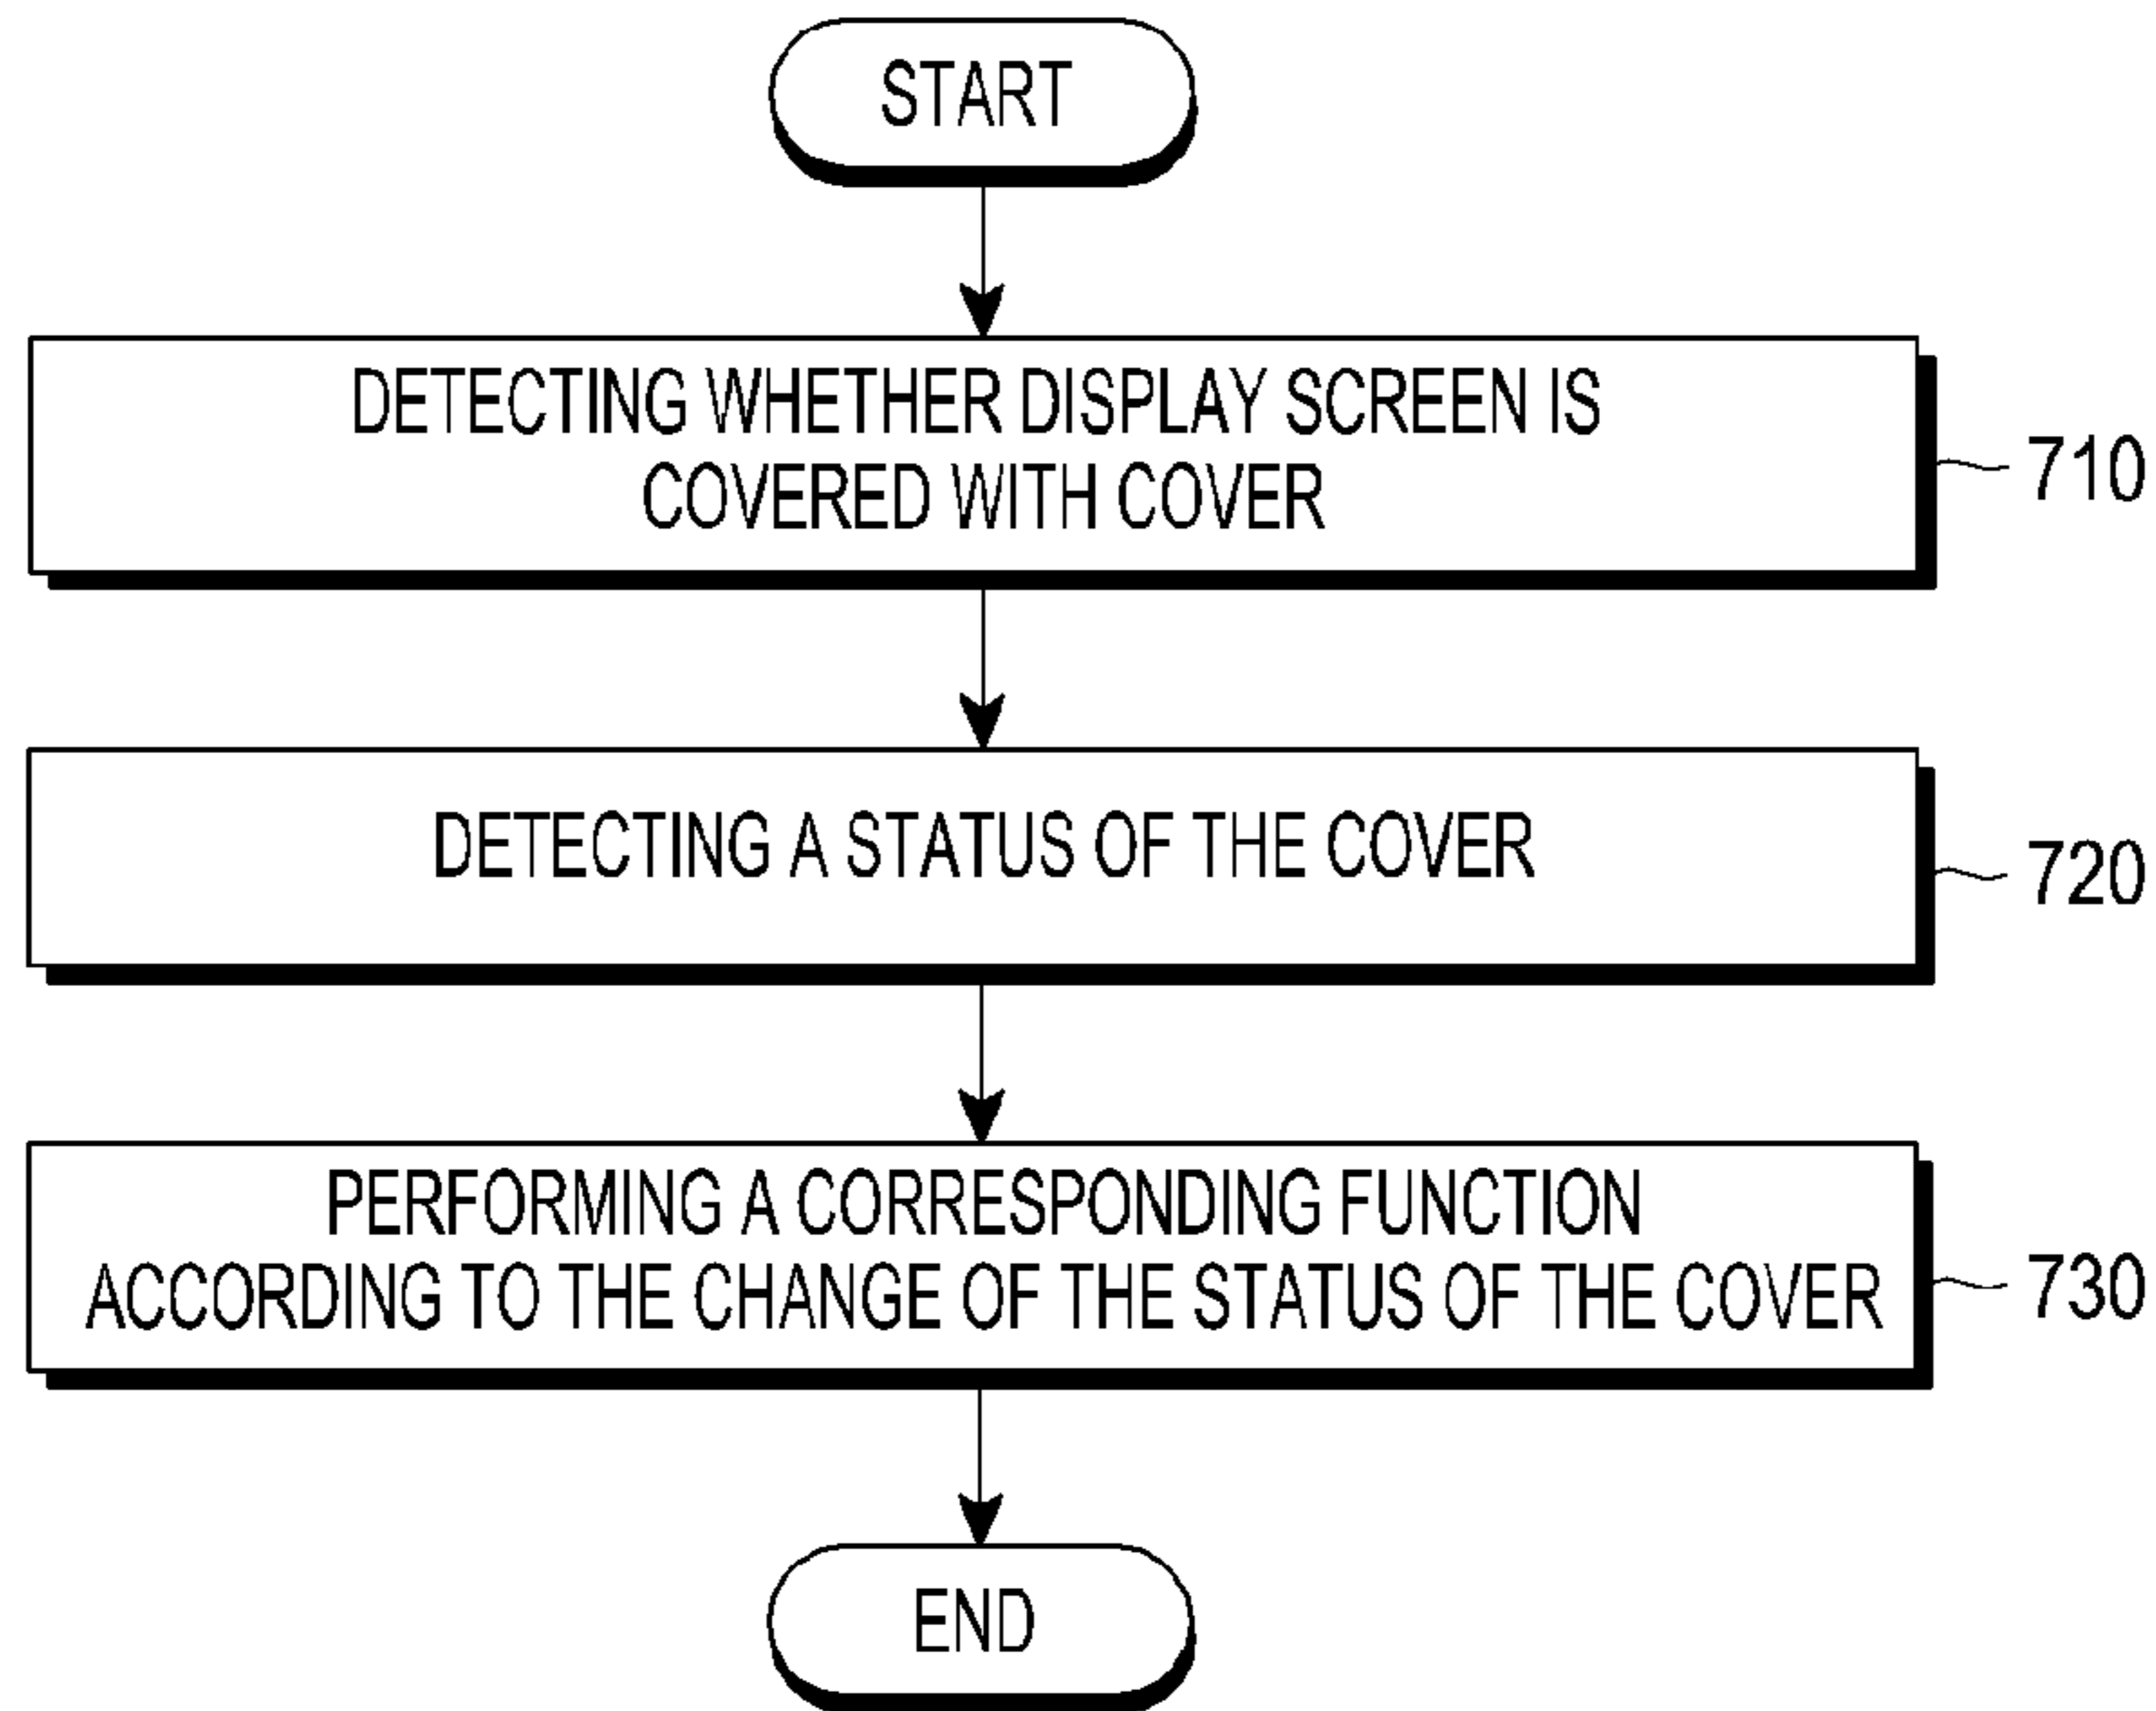 START
DETECTING WHETHER DISPLAY SCREEN IS
COVERED WITH COVER
710
DETECTING A STATUS OF THE COVER
720
PERFORMING A CORRESPONDING FUNCTION
ACCORDING TO THE CHANGE OF THE STATUS OF THE COVER
730
END